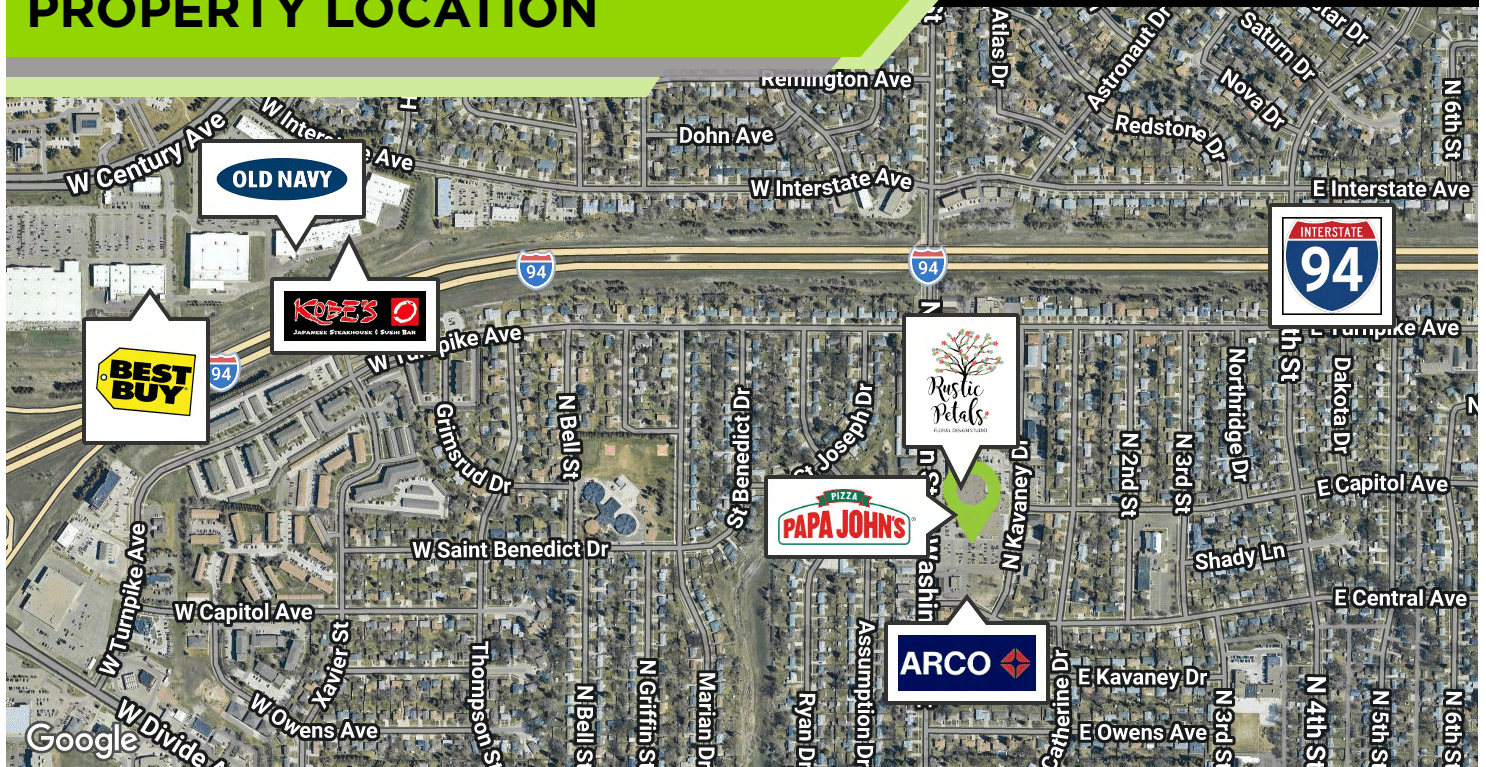 PROPERTY LOCATION
Atlas Dr
Astronaut Dr
Saturn Dr
Nova Dr
Redstone Dr
N 6th St
Remington Ave
Dohn Ave
W Century Ave
W Interstate Ave
E Interstate Ave
OLD NAVY
INTERSTATE
94
94
94
94
KOBE'S
JAPANESE STEAKHOUSE & SUSHI BAR
BEST
BUY
W Turnpike Ave
E Turnpike Ave
Rustic
Petals
FLORAL DESIGN STUDIO
Grimsrud Dr
N Bell St
St Benedict Dr
St Joseph Dr
N Kavaney Dr
N 2nd St
N 3rd St
Northridge Dr
th St
Dakota Dr
E Capitol Ave
PIZZA
PAPA JOHN'S
W Saint Benedict Dr
Shady Ln
W Turnpike Ave
W Capitol Ave
E Central Ave
ARCO
Xavier St
Thompson St
N Bell St
N Griffin St
Marian Dr
Ryan Dr
Assumption Dr
Catherine Dr
E Kavaney Dr
N 3rd St
N 4th St
N 5th St
N 6th St
W Owens Ave
E Owens Ave
W Divide A
Google